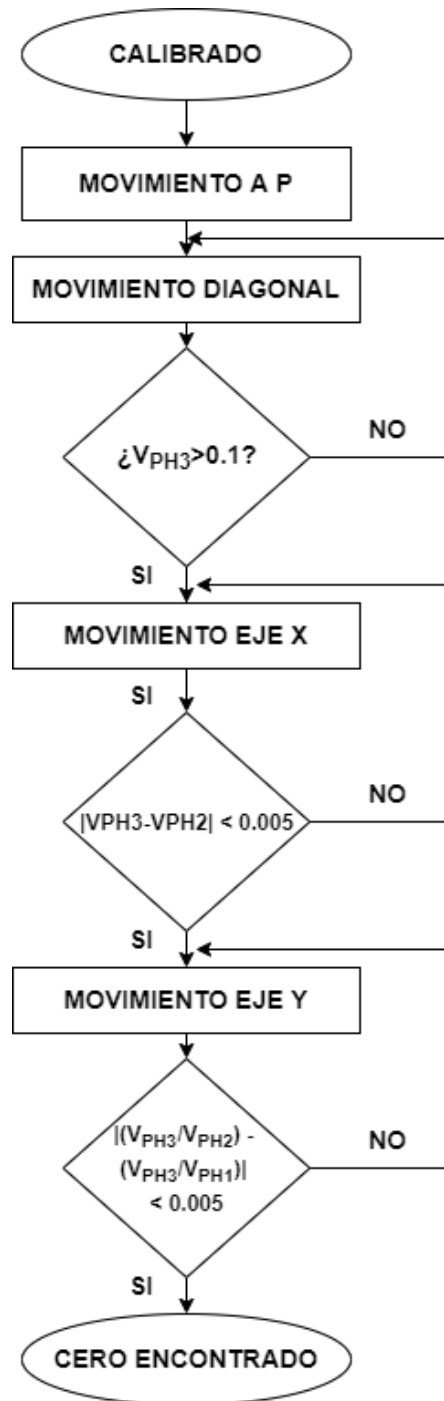 CALIBRADO
MOVIMIENTO A P
MOVIMIENTO DIAGONAL
¿VPH3>0.1?
NO
SI
MOVIMIENTO EJE X
SI
|VPH3-VPH2| < 0.005
NO
SI
MOVIMIENTO EJE Y
|(VPH3/VPH2) -
(VPH3/VPH1)|
< 0.005
NO
SI
CERO ENCONTRADO